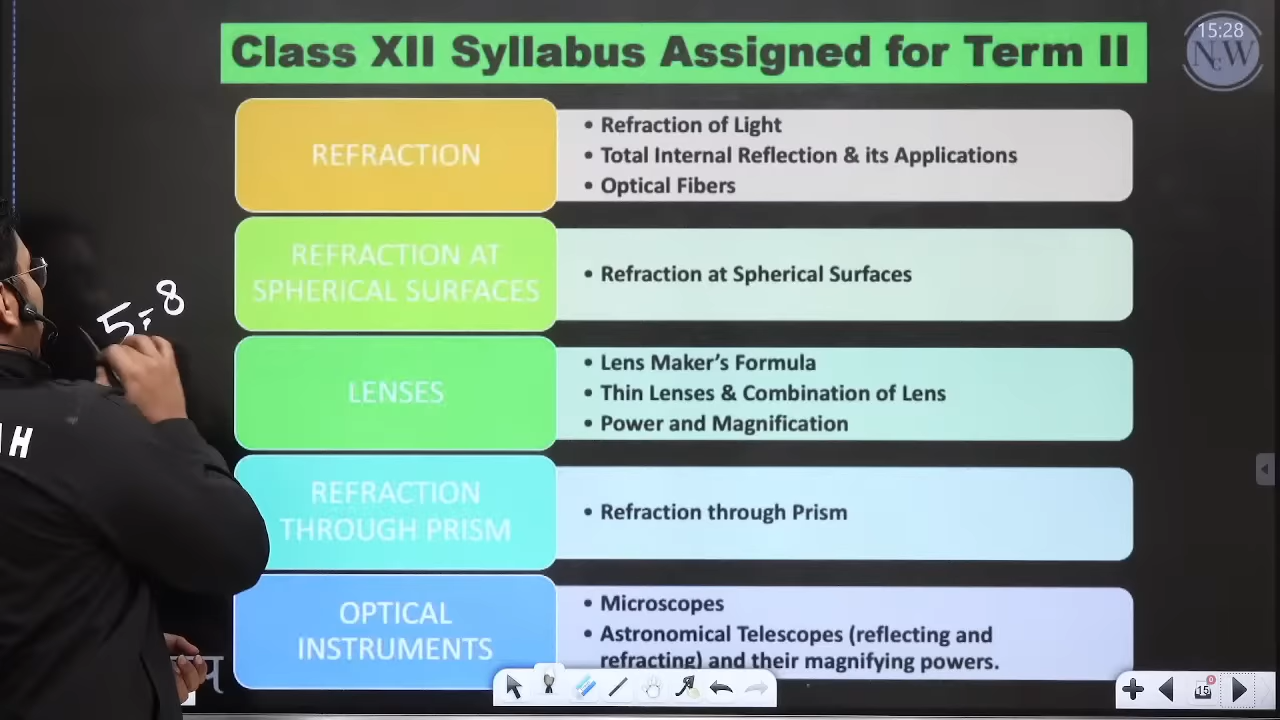 Class XII Syllabus Assigned for Term II
15:28
NcW
REFRACTION
• Refraction of Light
• Total Internal Reflection & its Applications
• Optical Fibers
REFRACTION AT
SPHERICAL SURFACES
• Refraction at Spherical Surfaces
5-8
LENSES
• Lens Maker’s Formula
• Thin Lenses & Combination of Lens
• Power and Magnification
H
REFRACTION
THROUGH PRISM
• Refraction through Prism
OPTICAL
INSTRUMENTS
• Microscopes
• Astronomical Telescopes (reflecting and
refracting) and their magnifying powers.
15
0